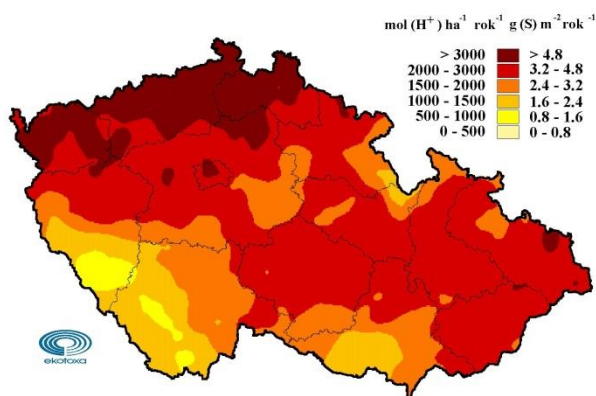 mol (H⁺) ha⁻¹ rok⁻¹ g (S) m⁻² rok⁻¹
> 3000 > 4.8
2000 - 3000 3.2 - 4.8
1500 - 2000 2.4 - 3.2
1000 - 1500 1.6 - 2.4
500 - 1000 0.8 - 1.6
0 - 500 0 - 0.8
ekotoxa